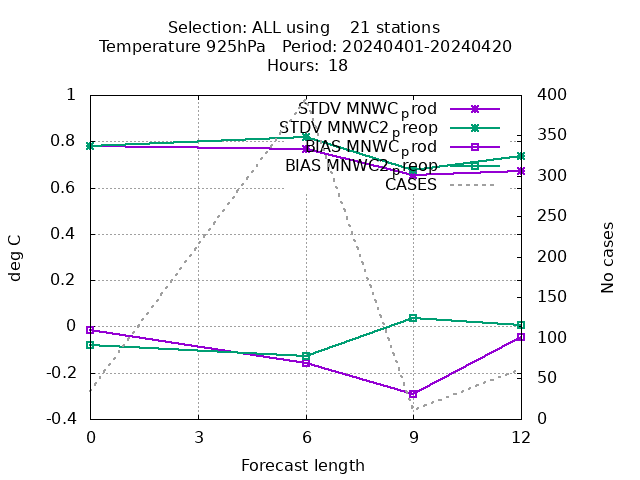 Selection: ALL using 21 stations
Temperature 925hPa Period: 20240401-20240420
Hours: 18
1
0.8
0.6
0.4
0.2
0
-0.2
-0.4
400
350
300
250
200
150
100
50
0
STDV MNWC_prod
STDV MNWC2_preop
BIAS MNWC_prod
BIAS MNWC2_preop
CASES
deg C
No cases
0 3 6 9 12
Forecast length